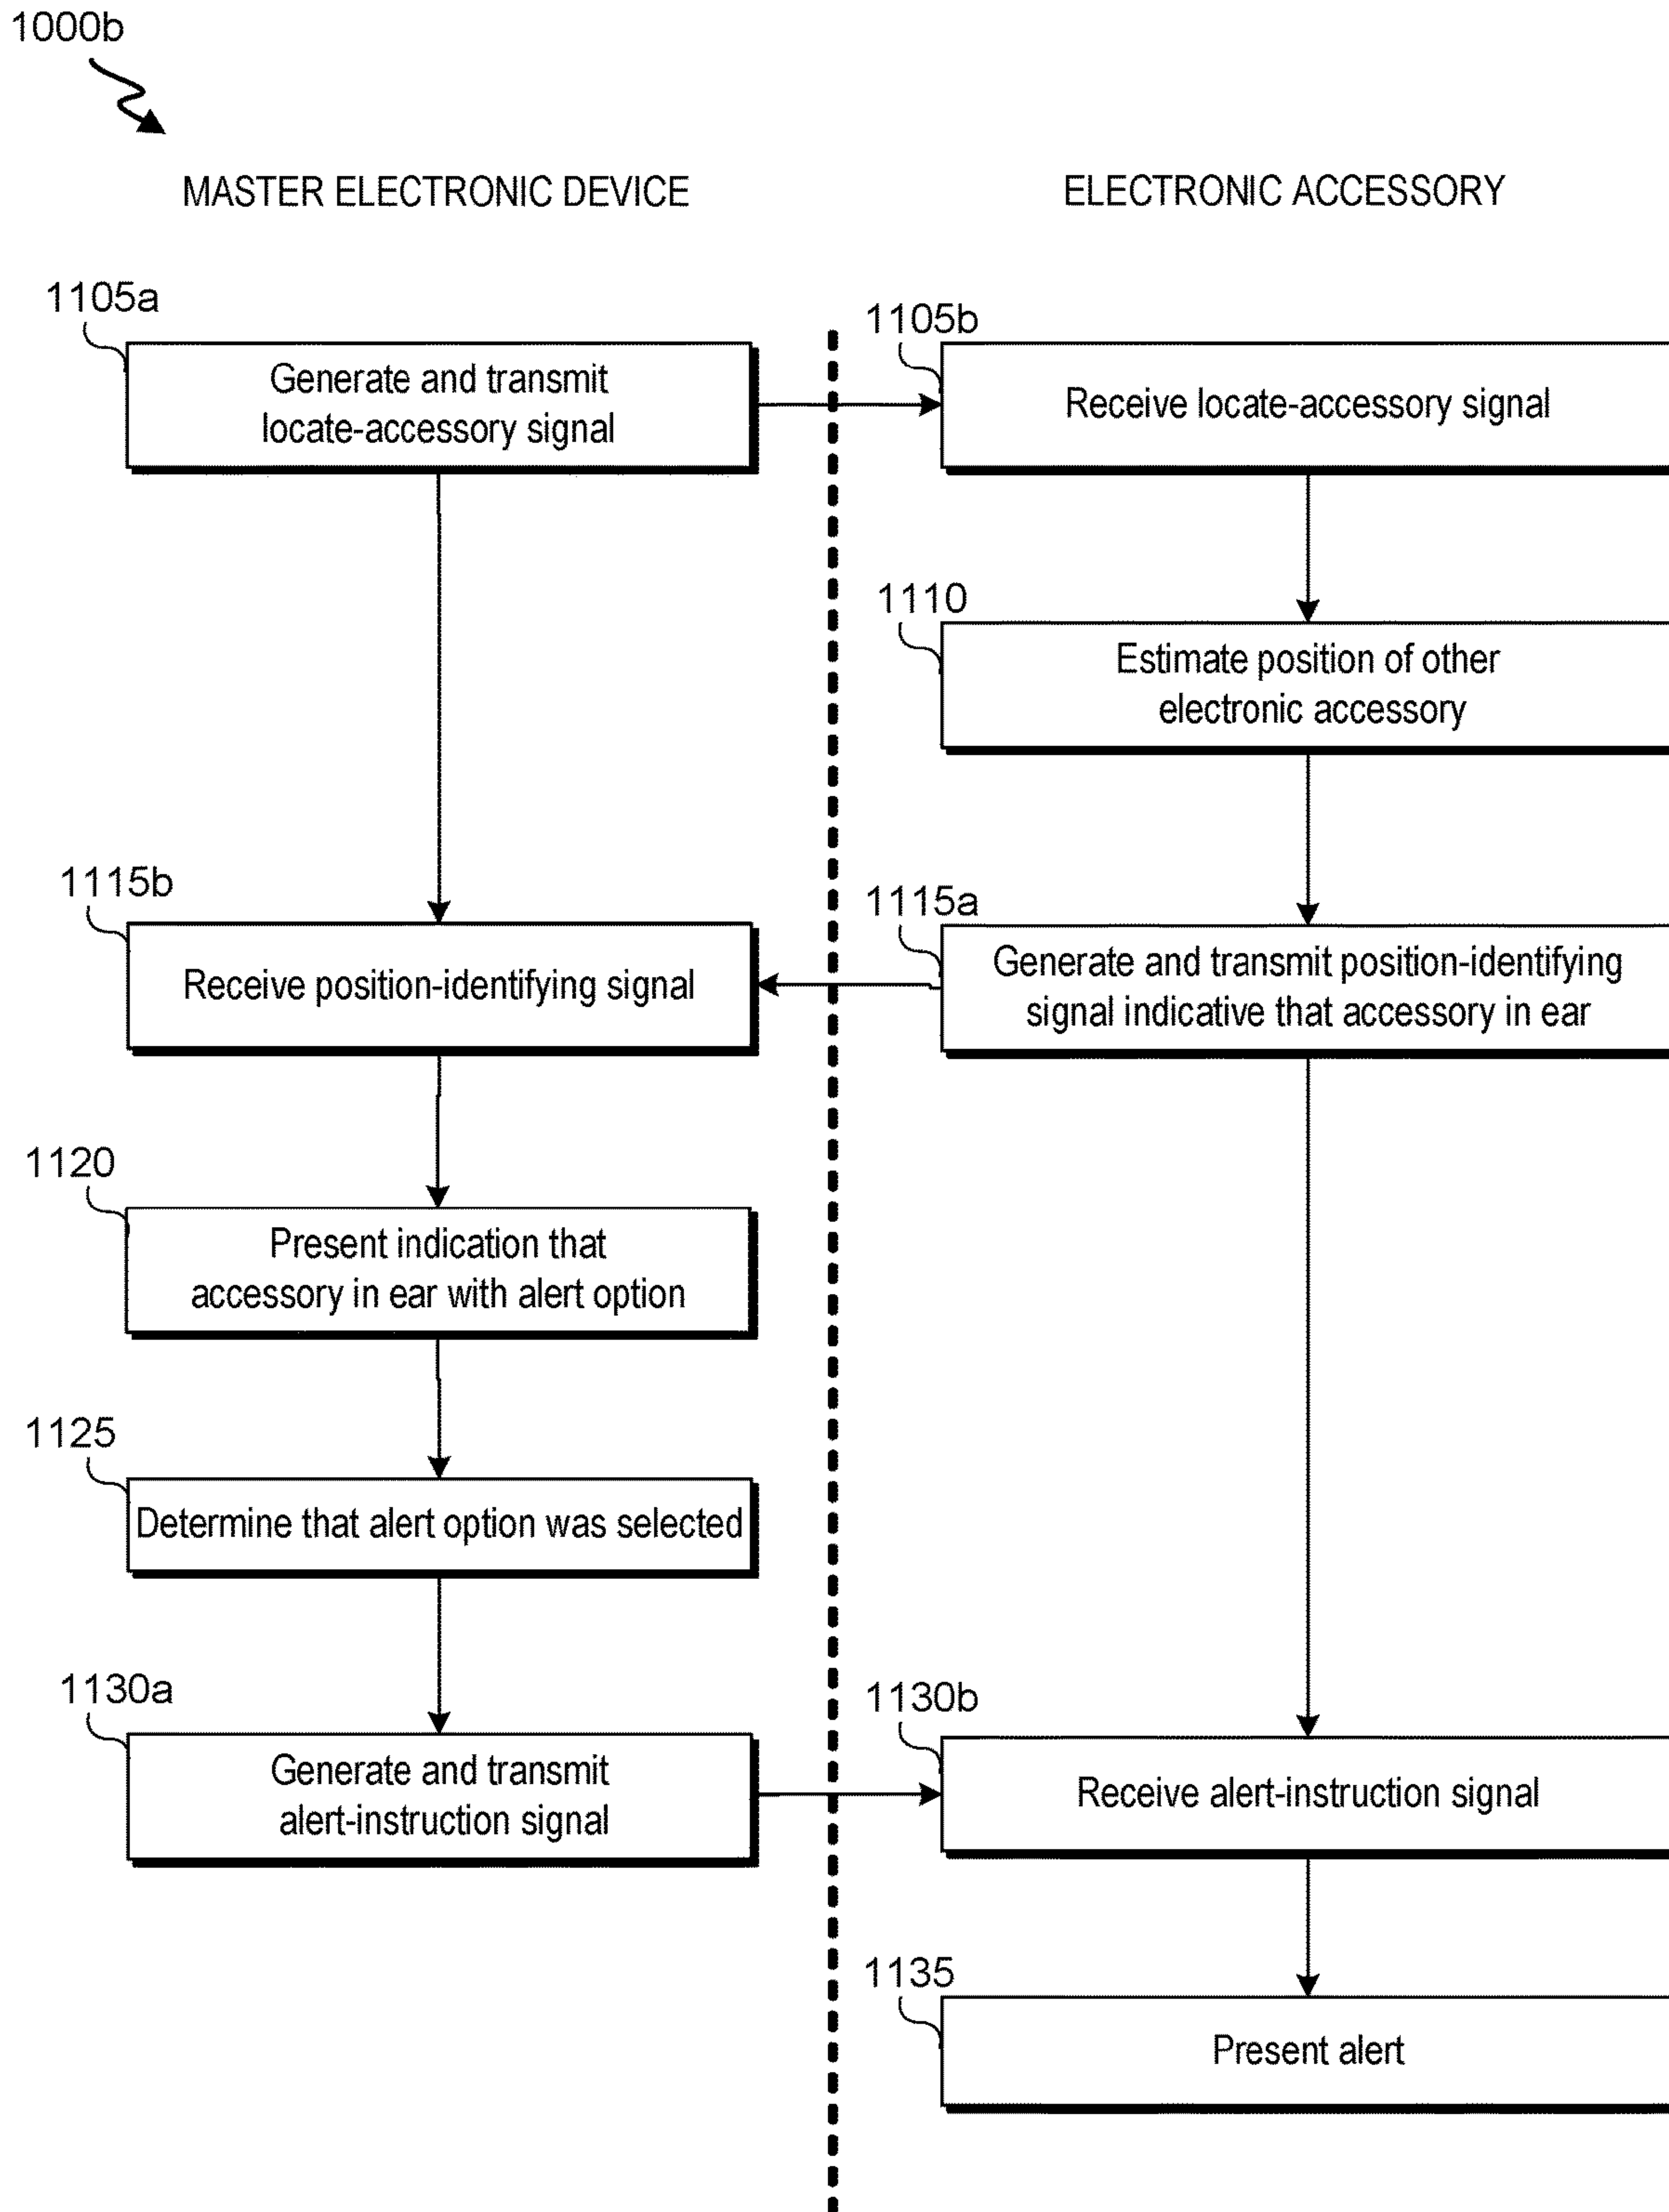 1000b
MASTER ELECTRONIC DEVICE
ELECTRONIC ACCESSORY
1105a
Generate and transmit
locate-accessory signal
1105b
Receive locate-accessory signal
1110
Estimate position of other
electronic accessory
1115b
Receive position-identifying signal
1115a
Generate and transmit position-identifying
signal indicative that accessory in ear
1120
Present indication that
accessory in ear with alert option
1125
Determine that alert option was selected
1130a
Generate and transmit
alert-instruction signal
1130b
Receive alert-instruction signal
1135
Present alert